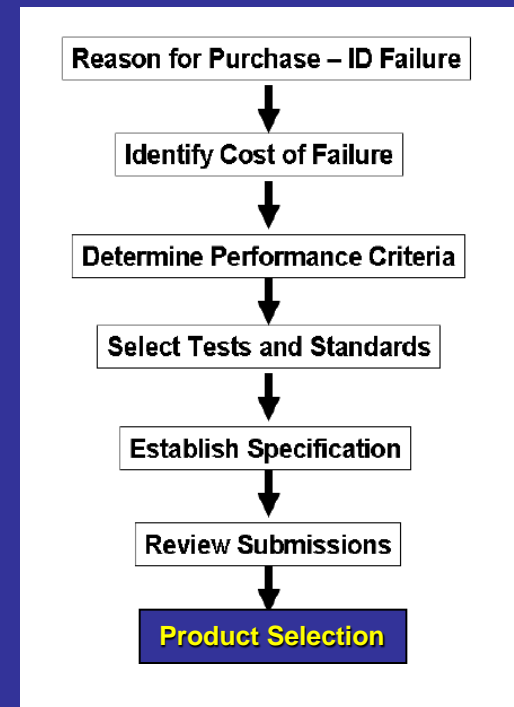 Reason for Purchase – ID Failure
Identify Cost of Failure
Determine Performance Criteria
Select Tests and Standards
Establish Specification
Review Submissions
Product Selection